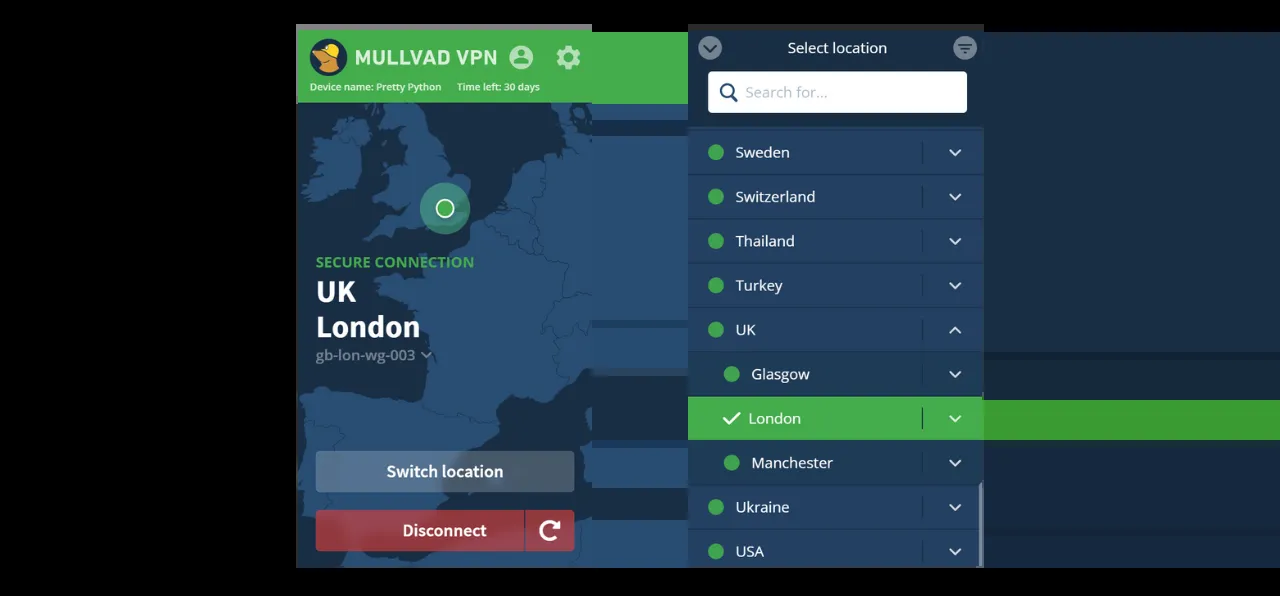 MULLVAD VPN
Device name: Pretty Python Time left: 30 days
SECURE CONNECTION
UK
London
gb-lon-wg-003
Switch location
Disconnect
Select location
Search for...
Sweden
Switzerland
Thailand
Turkey
UK
Glasgow
London
Manchester
Ukraine
USA